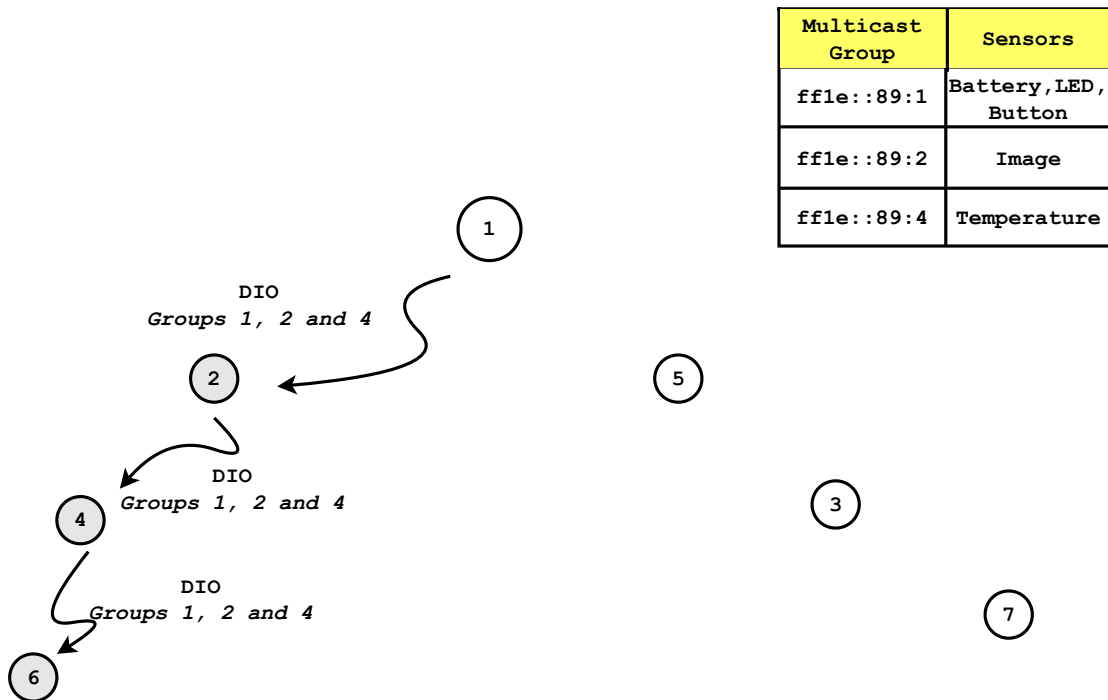 Multicast Group Sensors
ff1e::89:1 Battery,LED, Button
ff1e::89:2 Image
ff1e::89:4 Temperature
1
DIO
Groups 1, 2 and 4
2
5
DIO
Groups 1, 2 and 4
4
3
DIO
Groups 1, 2 and 4
7
6